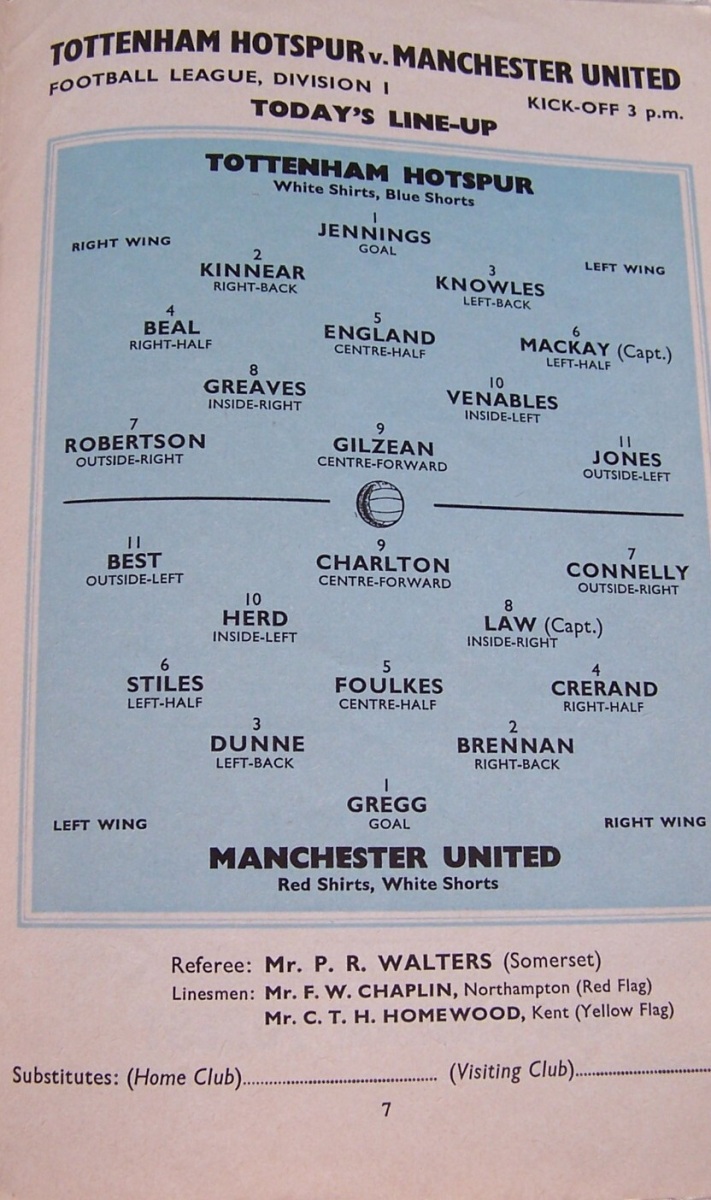 TOTTENHAM HOTSPUR v. MANCHESTER UNITED
FOOTBALL LEAGUE, DIVISION I
KICK-OFF 3 p.m.
TODAY'S LINE-UP
TOTTENHAM HOTSPUR
White Shirts, Blue Shorts
1
JENNINGS
GOAL
RIGHT WING
LEFT WING
2
KINNEAR
RIGHT-BACK
3
KNOWLES
LEFT-BACK
4
BEAL
RIGHT-HALF
5
ENGLAND
CENTRE-HALF
6
MACKAY (Capt.)
LEFT-HALF
8
GREAVES
INSIDE-RIGHT
10
VENABLES
INSIDE-LEFT
7
ROBERTSON
OUTSIDE-RIGHT
9
GILZEAN
CENTRE-FORWARD
11
JONES
OUTSIDE-LEFT
11
BEST
OUTSIDE-LEFT
9
CHARLTON
CENTRE-FORWARD
7
CONNELLY
OUTSIDE-RIGHT
10
HERD
INSIDE-LEFT
8
LAW (Capt.)
INSIDE-RIGHT
6
STILES
LEFT-HALF
5
FOULKES
CENTRE-HALF
4
CRERAND
RIGHT-HALF
3
DUNNE
LEFT-BACK
2
BRENNAN
RIGHT-BACK
1
GREGG
GOAL
LEFT WING
RIGHT WING
MANCHESTER UNITED
Red Shirts, White Shorts
Referee: Mr. P. R. WALTERS (Somerset)
Linesmen: Mr. F. W. CHAPLIN, Northampton (Red Flag)
Mr. C. T. H. HOMEWOOD, Kent (Yellow Flag)
Substitutes: (Home Club).......................................... (Visiting Club)..............................
7